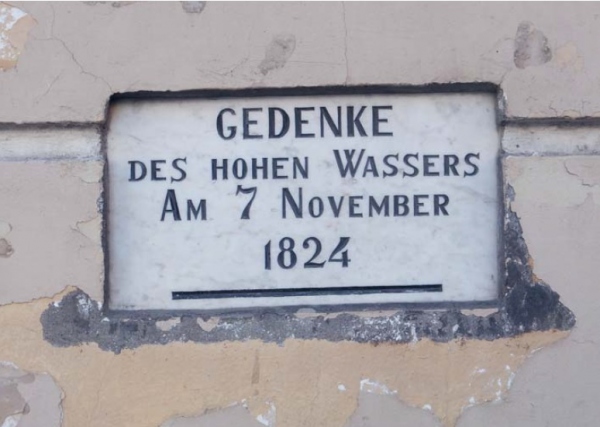 GEDENKE
DES HOHEN WASSERS
AM 7 NOVEMBER
1824